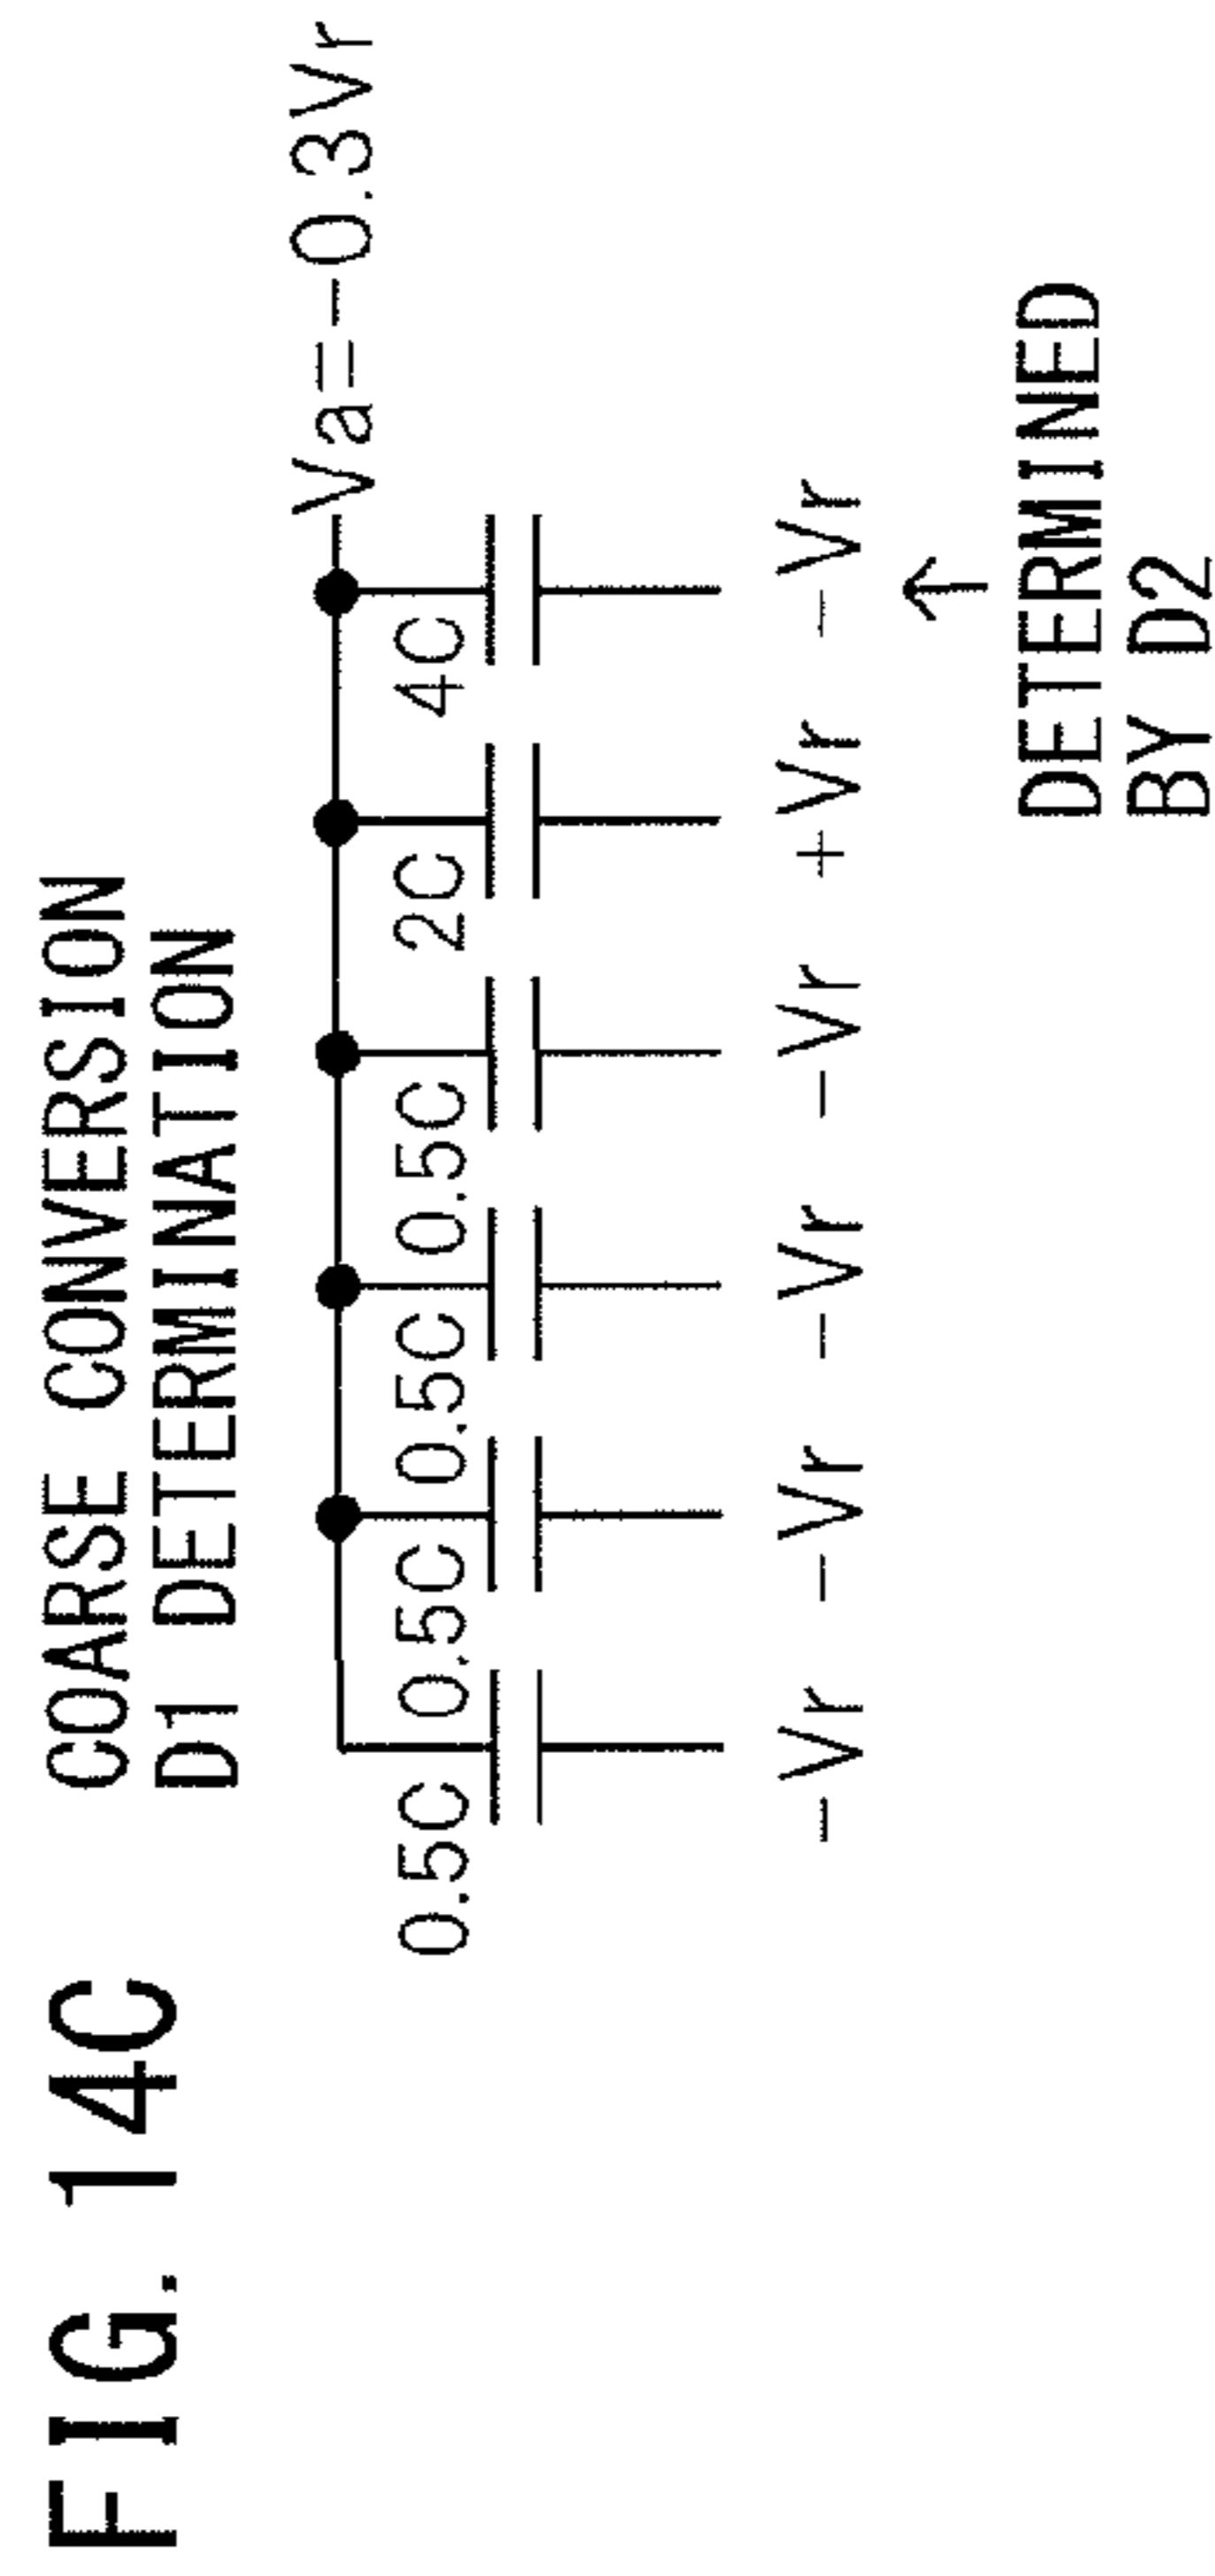 FIG. 14C
COARSE CONVERSION
D1 DETERMINATION
Va=-0.3Vr
0.5C 0.5C 0.5C 0.5C 2C 4C
-Vr -Vr -Vr -Vr +Vr -Vr
↑
DETERMINED
BY D2